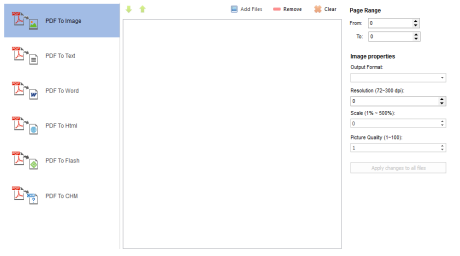 PDF To Image
PDF To Text
PDF To Word
PDF To Html
PDF To Flash
PDF To CHM
Add Files Remove Clear
Page Range
From: 0
To: 0
Image properties
Output Format:
Resolution (72~300 dpi):
0
Scale (1% ~ 500%):
0
Picture Quality (1~100):
1
Apply changes to all files